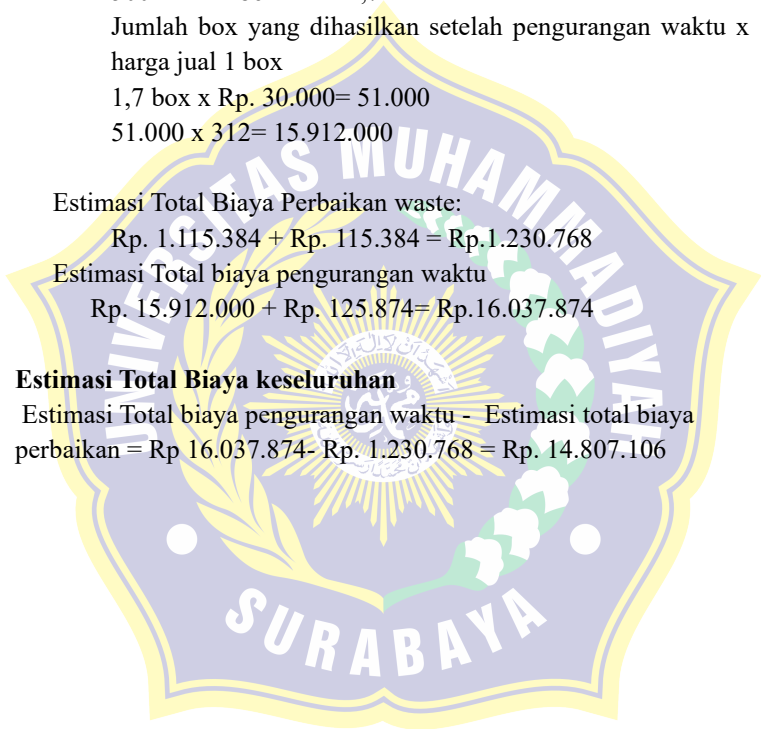 Jumlah box yang dihasilkan setelah pengurangan waktu x
harga jual 1 box
1,7 box x Rp. 30.000= 51.000
51.000 x 312= 15.912.000
Estimasi Total Biaya Perbaikan waste:
Rp. 1.115.384 + Rp. 115.384 = Rp.1.230.768
Estimasi Total biaya pengurangan waktu
Rp. 15.912.000 + Rp. 125.874= Rp.16.037.874
Estimasi Total Biaya keseluruhan
Estimasi Total biaya pengurangan waktu - Estimasi total biaya
perbaikan = Rp 16.037.874- Rp. 1.230.768 = Rp. 14.807.106
UNIVERSITAS MUHAMMADIYAH
SURABAYA